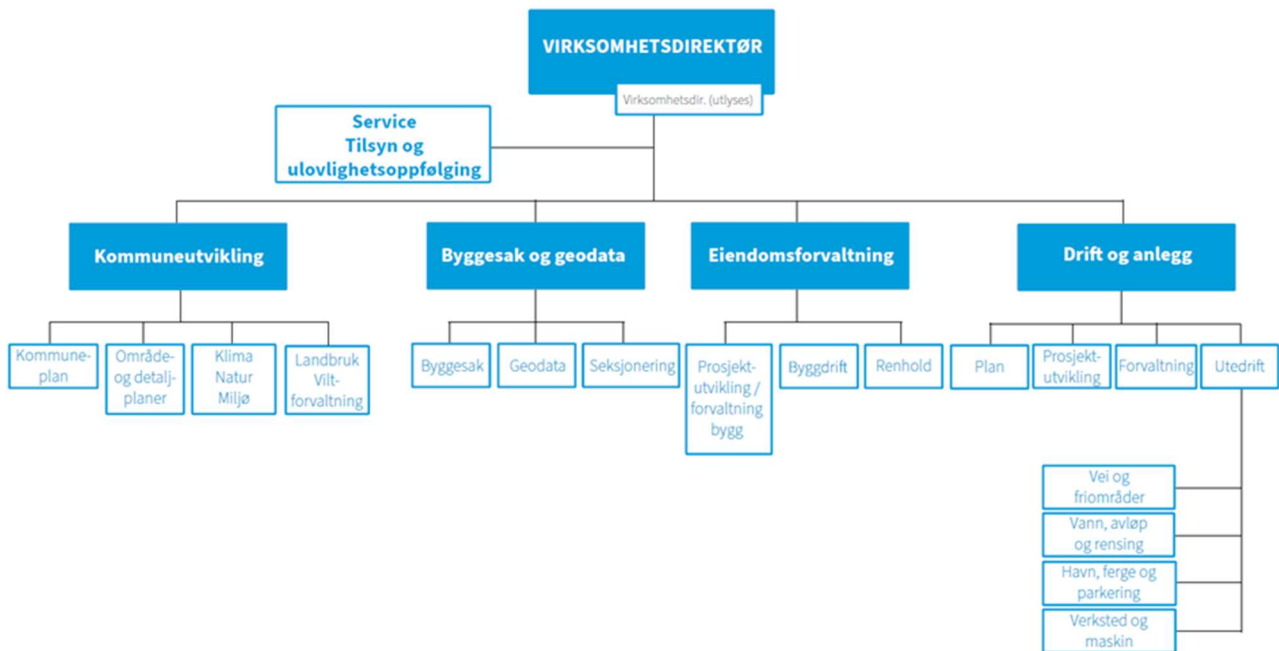 VIRKSOMHETSDIREKTØR
Virksomhetsdir. (utlyses)
Service
Tilsyn og
ulovlighetsoppfølging
Kommuneutvikling
Byggesak og geodata
Eiendomsforvaltning
Drift og anlegg
Kommune-
plan
Område-
og detalj-
planer
Klima
Natur
Miljø
Landbruk
Vilt-
forvaltning
Byggesak
Geodata
Seksjonering
Prosjekt-
utvikling /
forvaltning
bygg
Byggdrift
Renhold
Plan
Prosjekt-
utvikling
Forvaltning
Utedrift
Vei og
friområder
Vann, avløp
og rensing
Havn, ferge og
parkering
Verksted og
maskin